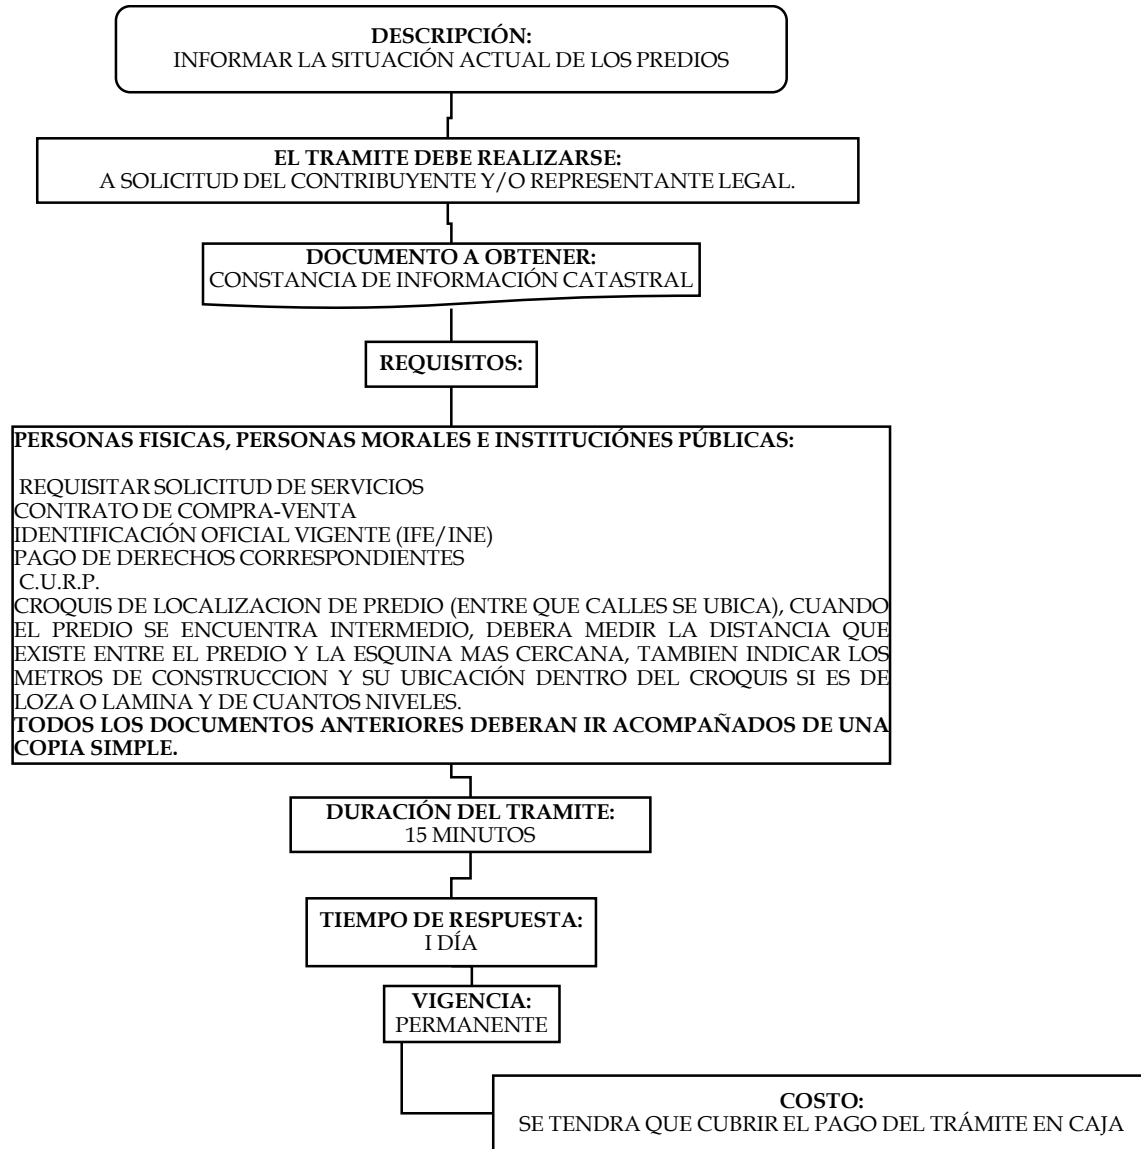 DESCRIPCIÓN:
INFORMAR LA SITUACIÓN ACTUAL DE LOS PREDIOS
EL TRAMITE DEBE REALIZARSE:
A SOLICITUD DEL CONTRIBUYENTE Y/O REPRESENTANTE LEGAL.
DOCUMENTO A OBTENER:
CONSTANCIA DE INFORMACIÓN CATASTRAL
REQUISITOS:
PERSONAS FISICAS, PERSONAS MORALES E INSTITUCIÓNES PÚBLICAS:
REQUISITAR SOLICITUD DE SERVICIOS
CONTRATO DE COMPRA-VENTA
IDENTIFICACIÓN OFICIAL VIGENTE (IFE/INE)
PAGO DE DERECHOS CORRESPONDIENTES
C.U.R.P.
CROQUIS DE LOCALIZACION DE PREDIO (ENTRE QUE CALLES SE UBICA), CUANDO
EL PREDIO SE ENCUENTRA INTERMEDIO, DEBERA MEDIR LA DISTANCIA QUE
EXISTE ENTRE EL PREDIO Y LA ESQUINA MAS CERCANA, TAMBIEN INDICAR LOS
METROS DE CONSTRUCCION Y SU UBICACIÓN DENTRO DEL CROQUIS SI ES DE
LOZA O LAMINA Y DE CUANTOS NIVELES.
TODOS LOS DOCUMENTOS ANTERIORES DEBERAN IR ACOMPAÑADOS DE UNA
COPIA SIMPLE.
DURACIÓN DEL TRAMITE:
15 MINUTOS
TIEMPO DE RESPUESTA:
I DÍA
VIGENCIA:
PERMANENTE
COSTO:
SE TENDRA QUE CUBRIR EL PAGO DEL TRÁMITE EN CAJA